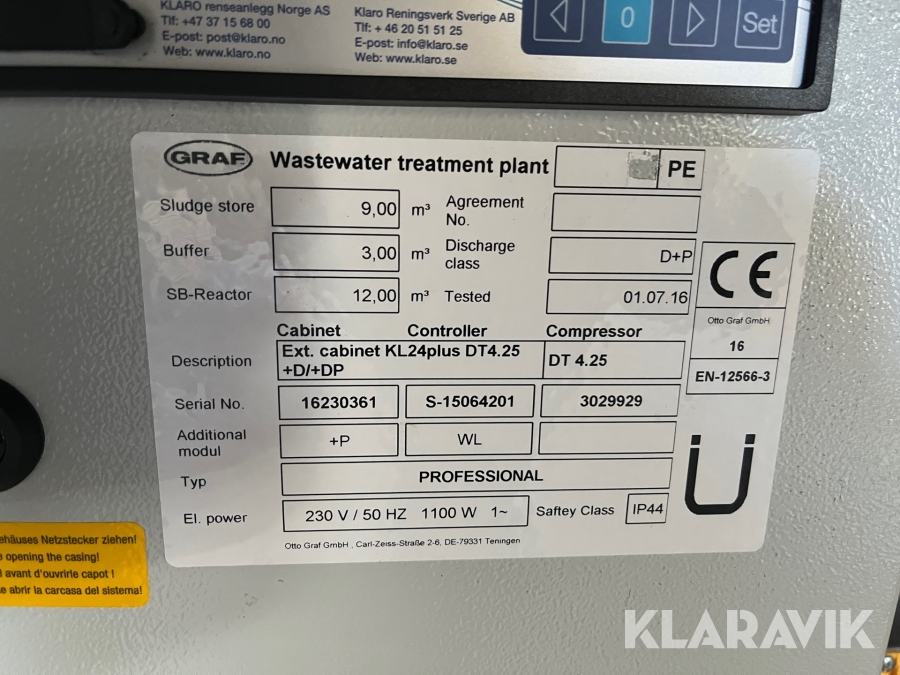 KLARO renseanlegg Norge AS
Tlf: +47 37 15 68 00
E-post: post@klaro.no
Web: www.klaro.no
Klaro Reningsverk Sverige AB
Tlf: + 46 20 51 51 25
E-post: info@klaro.se
Web: www.klaro.se
0
Set
GRAF
Wastewater treatment plant PE
Sludge store 9,00 m³ Agreement No.
Buffer 3,00 m³ Discharge class D+P
SB-Reactor 12,00 m³ Tested 01.07.16
CE
Otto Graf GmbH
16
EN-12566-3
Cabinet Controller Compressor
Description Ext. cabinet KL24plus DT4.25 +D/+DP DT 4.25
Serial No. 16230361 S-15064201 3029929
Additional modul +P WL
Typ PROFESSIONAL
El. power 230 V / 50 HZ 1100 W 1~ Saftey Class IP44
Otto Graf GmbH , Carl-Zeiss-Straße 2-6, DE-79331 Teningen
Netzstecker ziehen!
opening the casing!
avant d'ouvrirle capot !
abrir la carcasa del sistema!
KLARAVIK